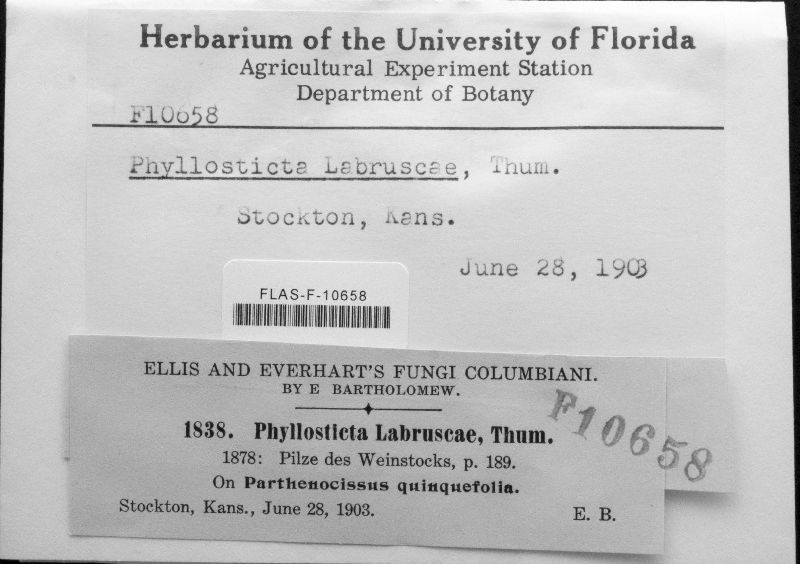 Herbarium of the University of Florida
Agricultural Experiment Station
Department of Botany
F10658
Phyllosticta Labruscae, Thum.
Stockton, Kans.
June 28, 1903
FLAS-F-10658
ELLIS AND EVERHART'S FUNGI COLUMBIANI.
BY E BARTHOLOMEW.
1838. Phyllosticta Labruscae, Thum.
1878: Pilze des Weinstocks, p. 189.
On Parthenocissus quinquefolia.
Stockton, Kans., June 28, 1903. E. B.
F10658